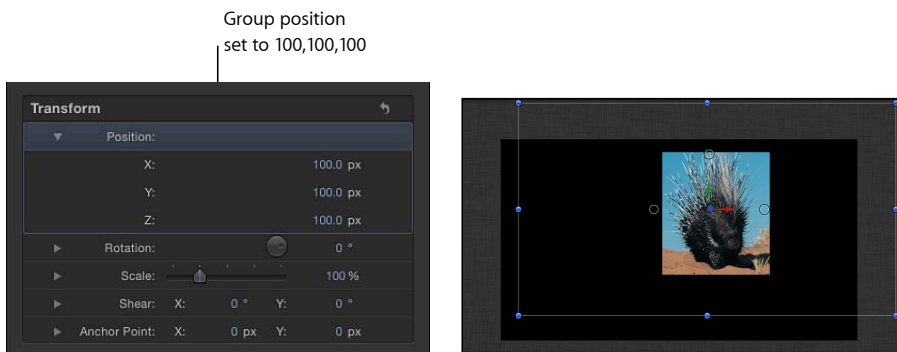 Group position
set to 100,100,100
Transform
Position:
X: 100.0 px
Y: 100.0 px
Z: 100.0 px
Rotation: 0 °
Scale: 100 %
Shear: X: 0 ° Y: 0 °
Anchor Point: X: 0 px Y: 0 px